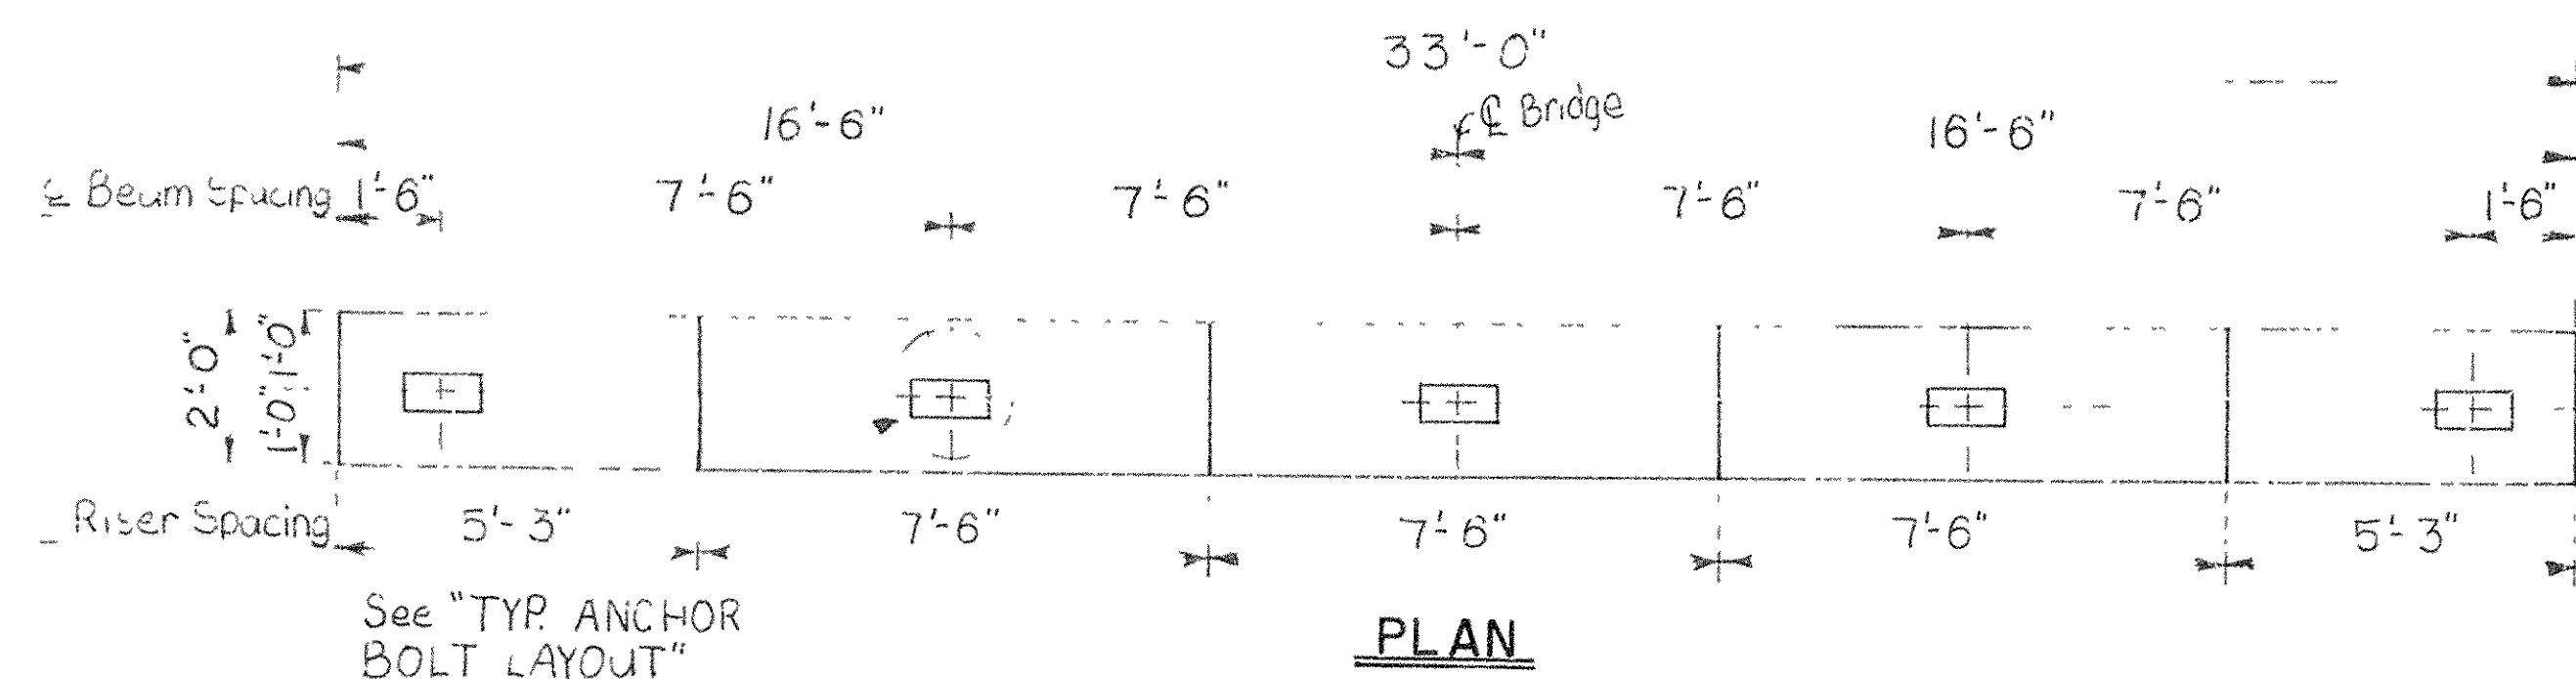 33'-0"
℄ Bridge
16'-6"
16'-6"
℄ Beam Spacing
1'-6"
7'-6"
7'-6"
7'-6"
7'-6"
1'-6"
2'-0"
1'-0"
1'-0"
Riser Spacing
5'-3"
7'-6"
7'-6"
7'-6"
5'-3"
See "TYP. ANCHOR
BOLT LAYOUT"
PLAN